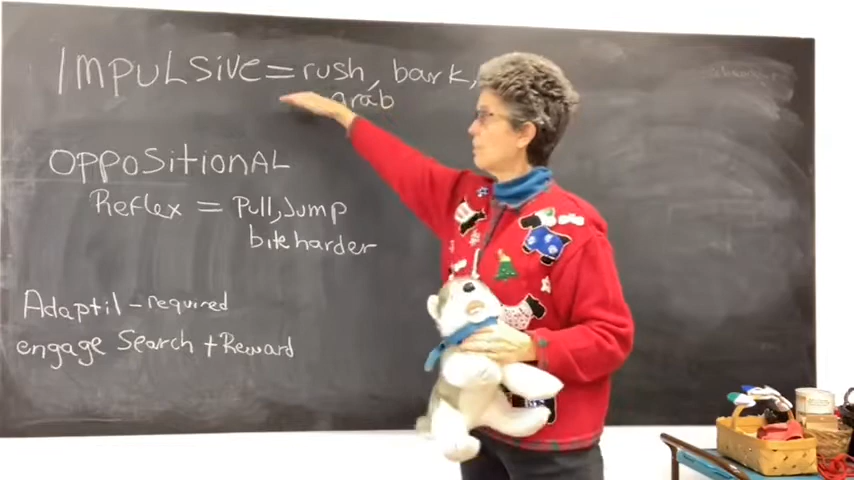 IMPULSIVE = rush, bark,
grab
OPPOSITIONAL
Reflex = Pull, Jump
bite harder
Adaptil - required
engage Search + Reward